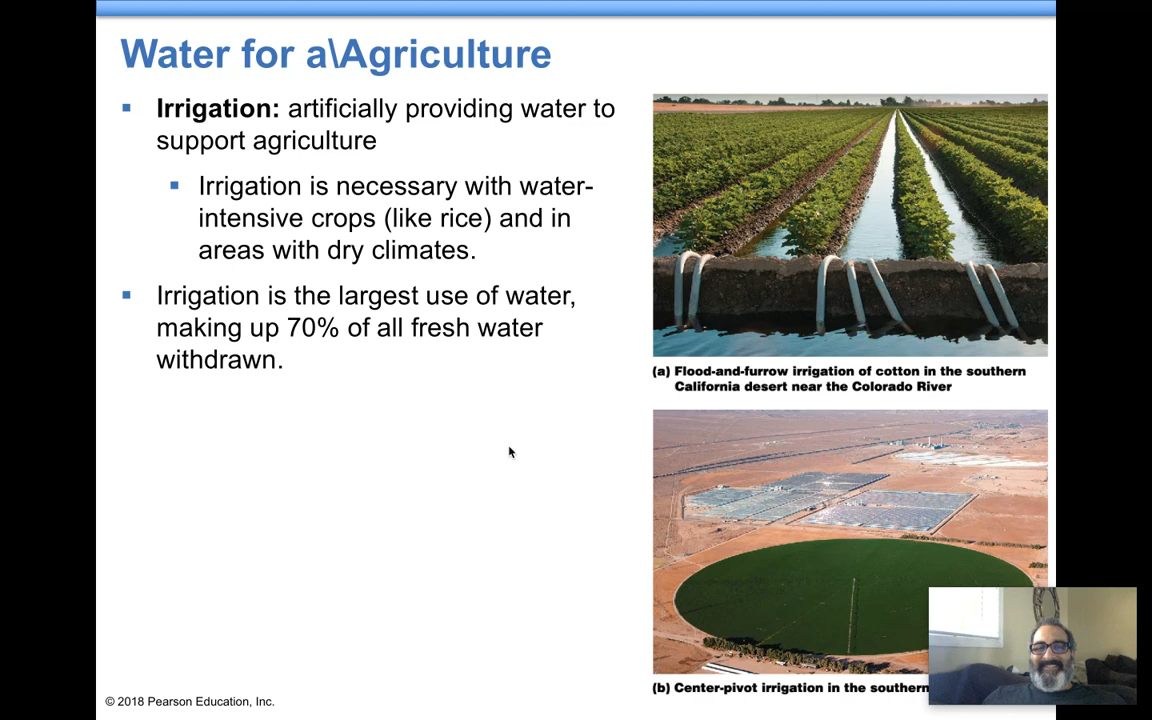 Water for a\Agriculture
Irrigation: artificially providing water to
support agriculture
Irrigation is necessary with water-
intensive crops (like rice) and in
areas with dry climates.
Irrigation is the largest use of water,
making up 70% of all fresh water
withdrawn.
(a) Flood-and-furrow irrigation of cotton in the southern
California desert near the Colorado River
(b) Center-pivot irrigation in the southern
© 2018 Pearson Education, Inc.